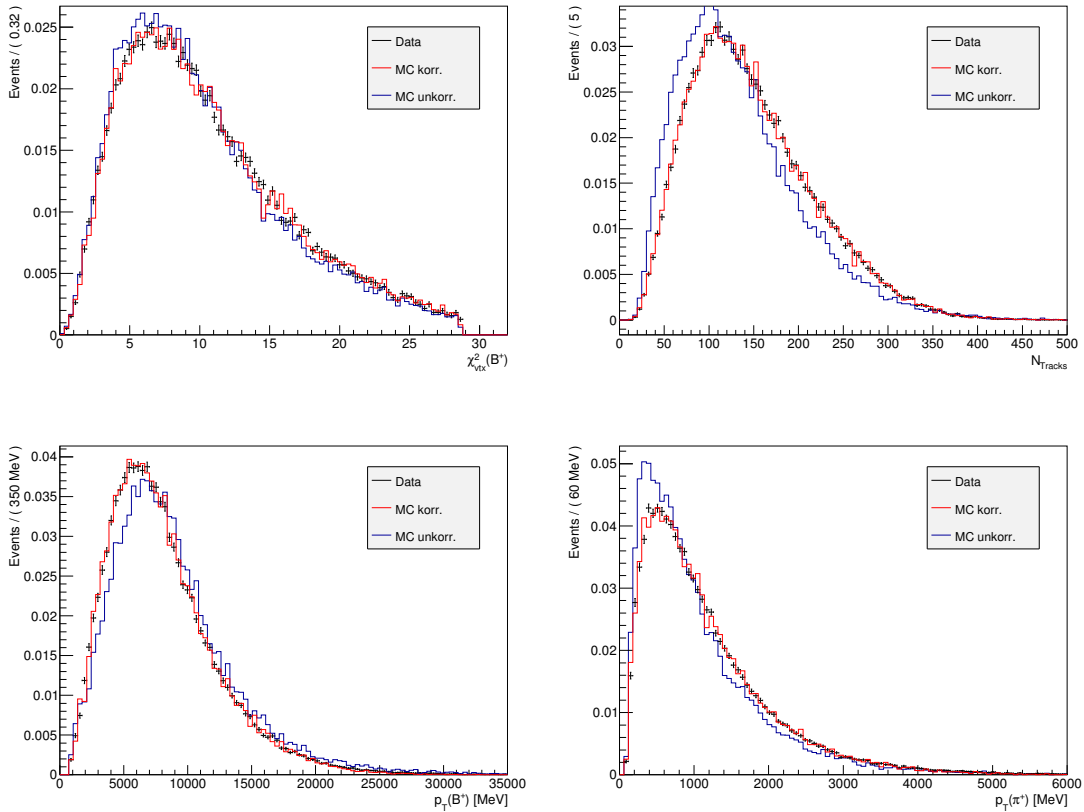 Events / ( 0.32 )
0.025
0.02
0.015
0.01
0.005
0
Data
MC korr.
MC unkorr.
0 5 10 15 20 25 30
χ²vtx(B⁺)
Events / ( 5 )
0.03
0.025
0.02
0.015
0.01
0.005
0
Data
MC korr.
MC unkorr.
0 50 100 150 200 250 300 350 400 450 500
N_Tracks
Events / ( 350 MeV )
0.04
0.035
0.03
0.025
0.02
0.015
0.01
0.005
0
Data
MC korr.
MC unkorr.
0 5000 10000 15000 20000 25000 30000 35000
p_T(B⁺) [MeV]
Events / ( 60 MeV )
0.05
0.04
0.03
0.02
0.01
0
Data
MC korr.
MC unkorr.
0 1000 2000 3000 4000 5000 6000
p_T(π⁺) [MeV]